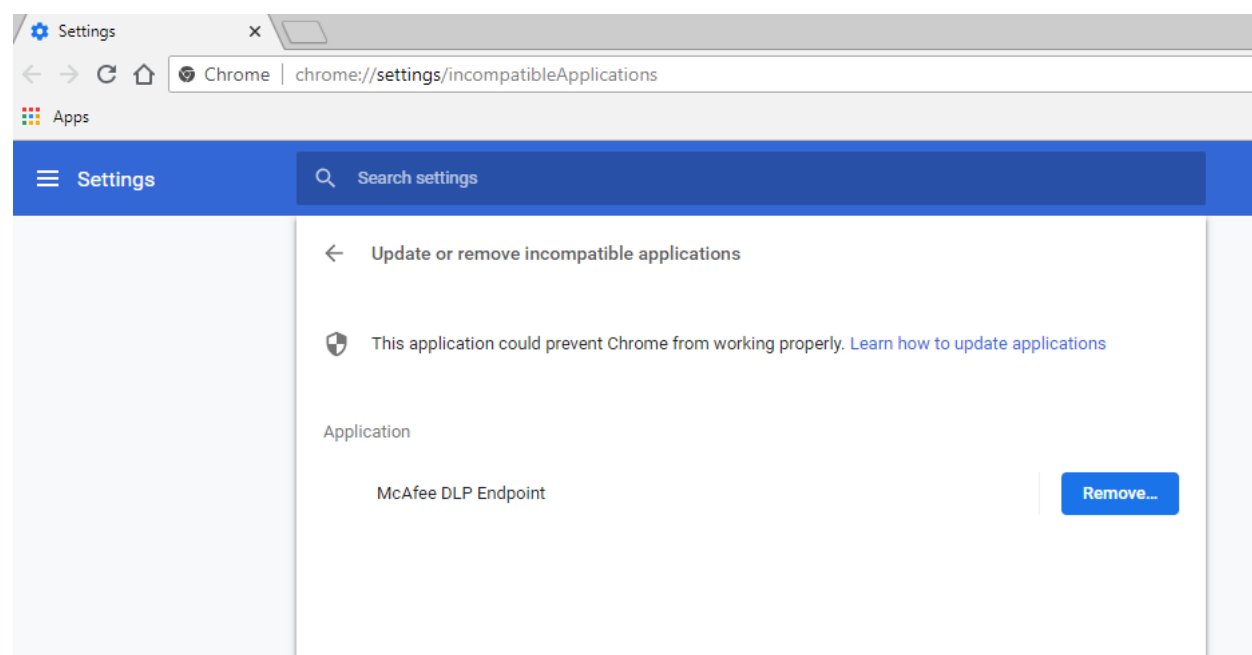 Settings
Chrome | chrome://settings/incompatibleApplications
Apps
Settings
Search settings
Update or remove incompatible applications
This application could prevent Chrome from working properly. Learn how to update applications
Application
McAfee DLP Endpoint
Remove...